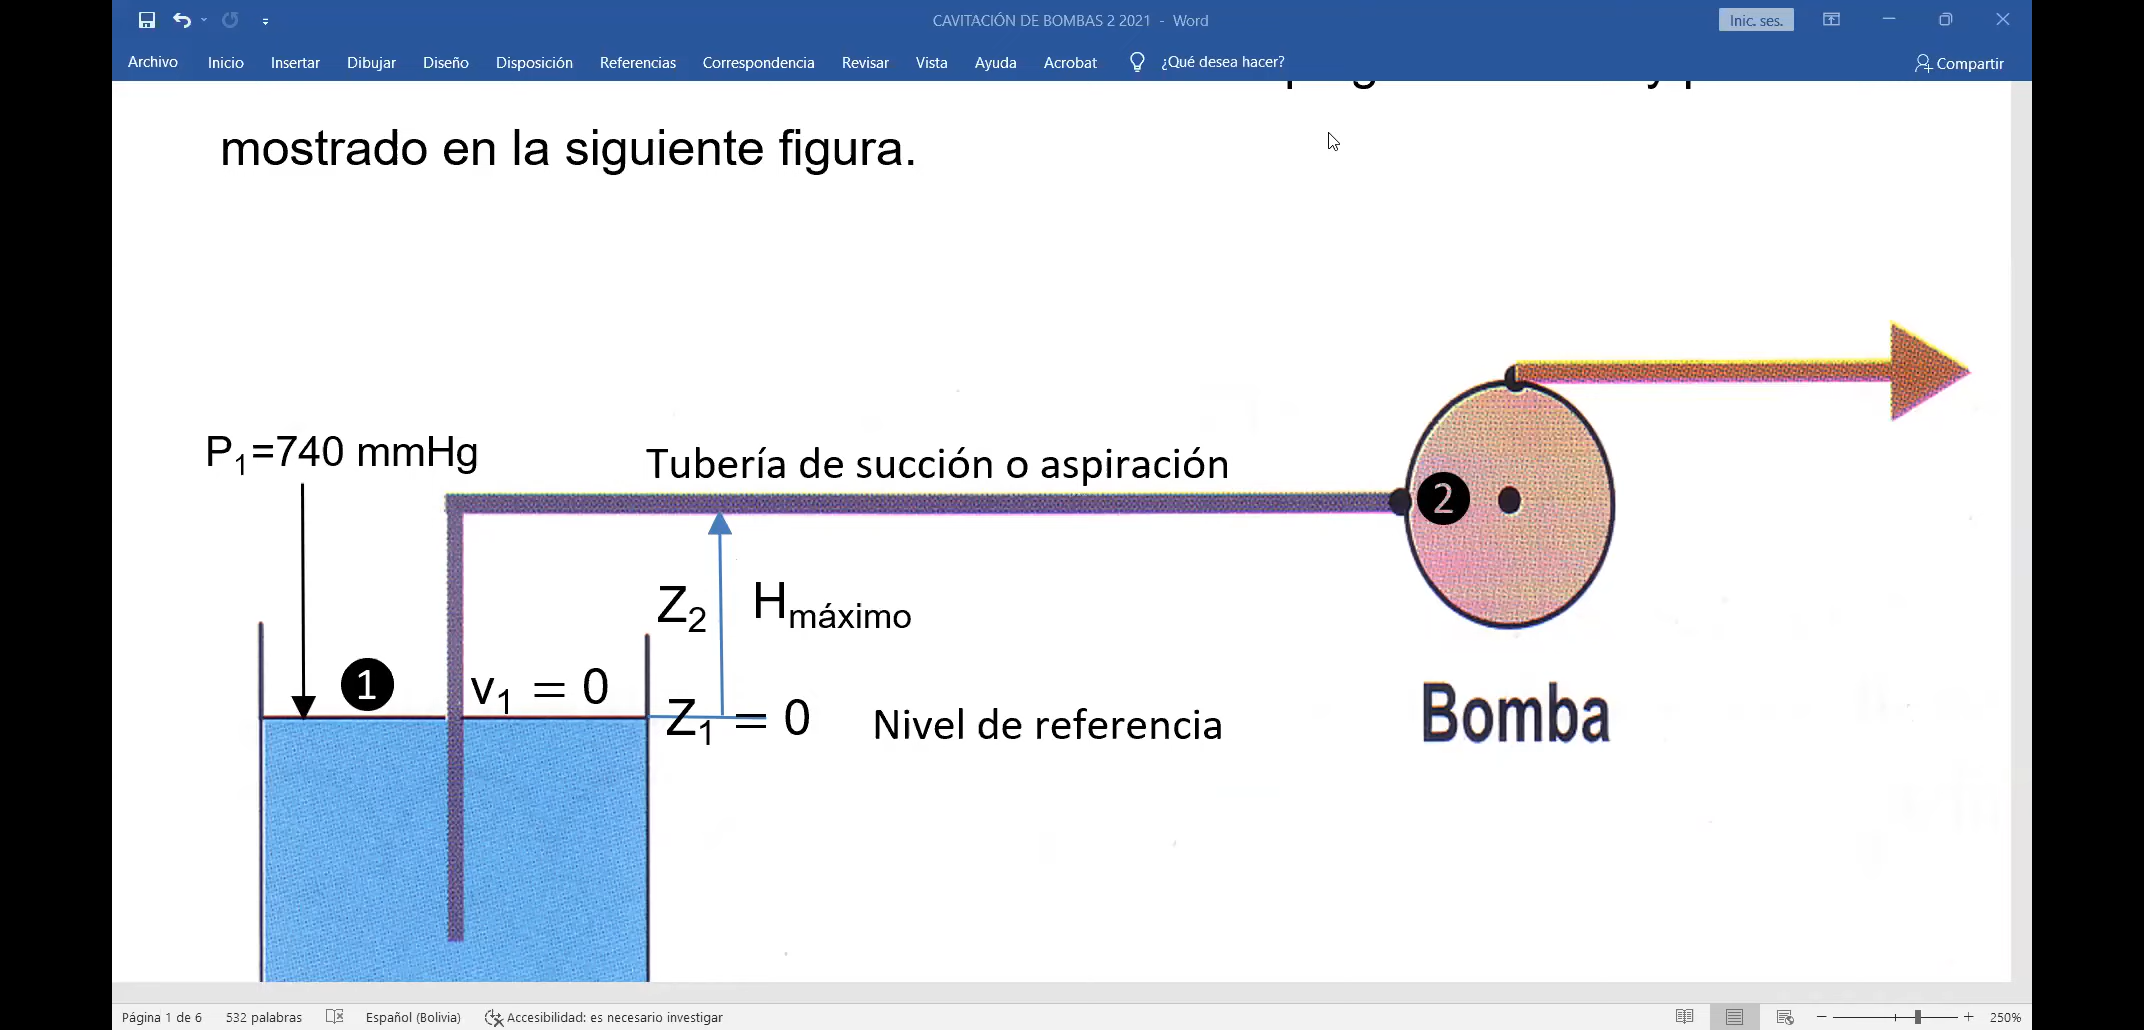 CAVITACIÓN DE BOMBAS 2 2021 - Word
Inic. ses.
Archivo Inicio Insertar Dibujar Diseño Disposición Referencias Correspondencia Revisar Vista Ayuda Acrobat ¿Qué desea hacer? Compartir
mostrado en la siguiente figura.
P₁=740 mmHg
Tubería de succión o aspiración
2
Z₂ Hmáximo
1 v₁ = 0
Z₁ = 0 Nivel de referencia
Bomba
Página 1 de 6 532 palabras Español (Bolivia) Accesibilidad: es necesario investigar 250%